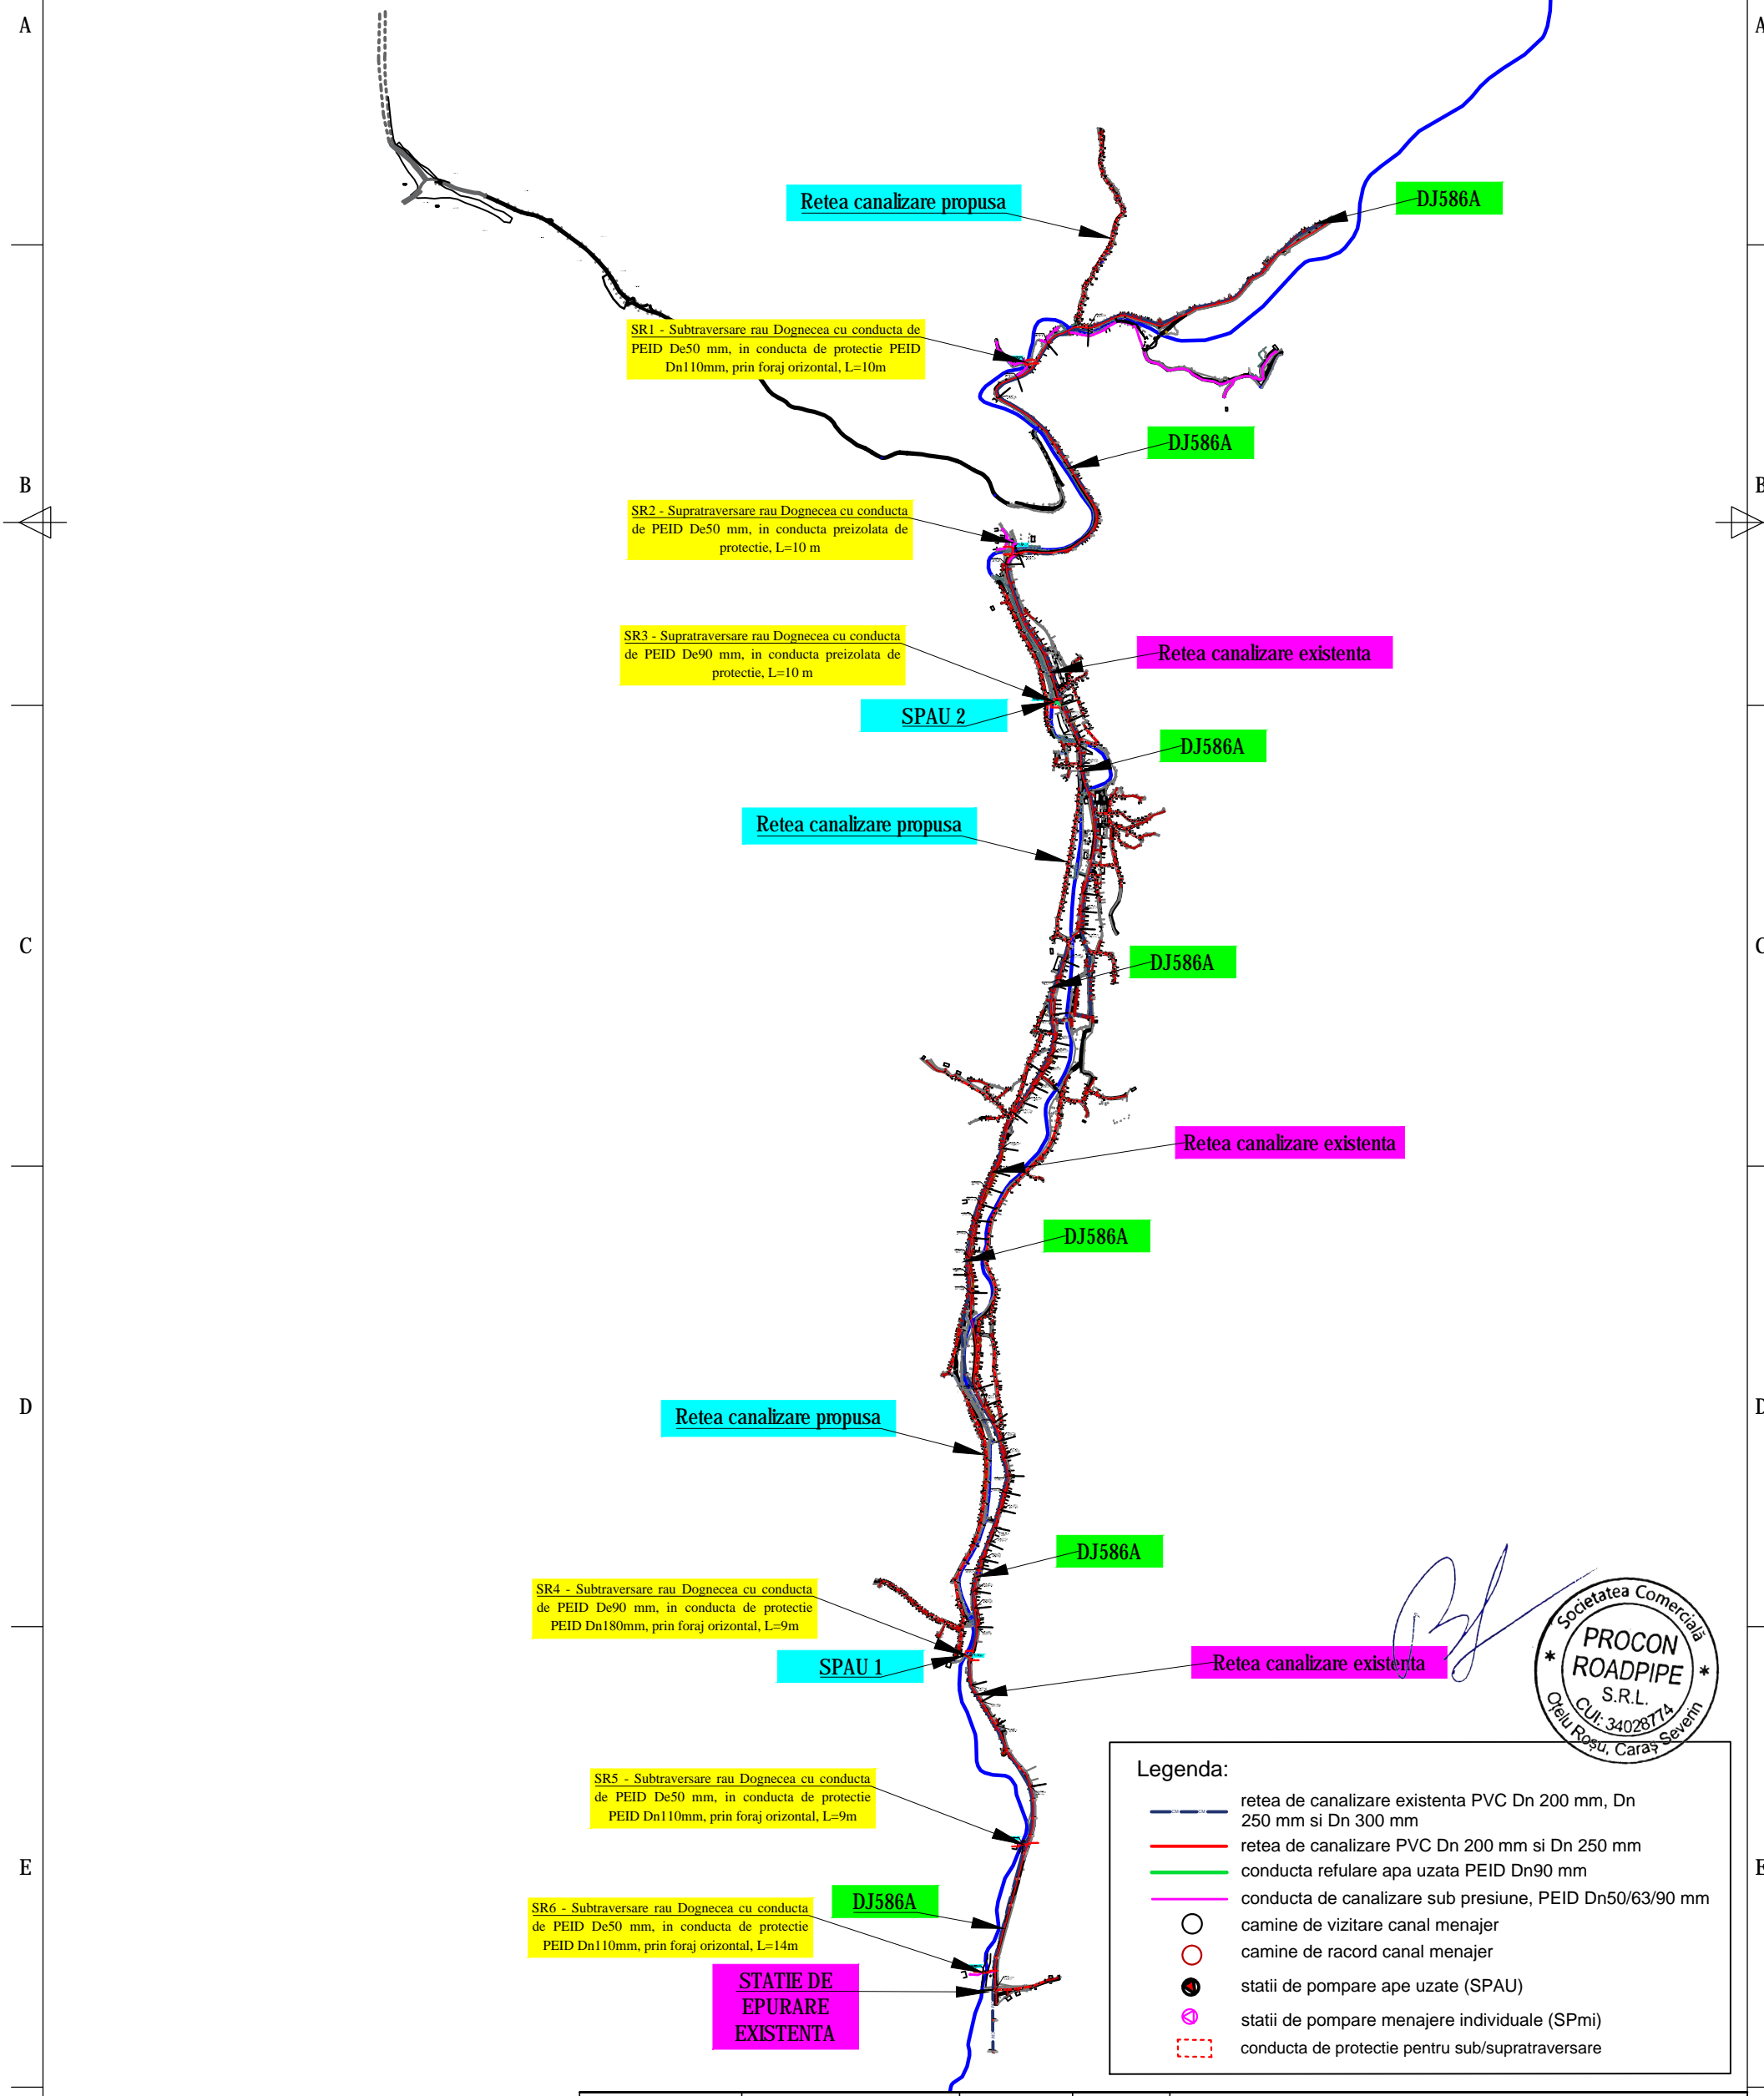 A
A
Retea canalizare propusa
DJ586A
SR1 - Subtraversare rau Dognecea cu conducta de
PEID De50 mm, in conducta de protectie PEID
Dn110mm, prin foraj orizontal, L=10m
DJ586A
B
B
SR2 - Supratraversare rau Dognecea cu conducta
de PEID De50 mm, in conducta preizolata de
protectie, L=10 m
SR3 - Supratraversare rau Dognecea cu conducta
de PEID De90 mm, in conducta preizolata de
protectie, L=10 m
Retea canalizare existenta
SPAU 2
DJ586A
Retea canalizare propusa
C
C
DJ586A
Retea canalizare existenta
DJ586A
D
D
Retea canalizare propusa
DJ586A
SR4 - Subtraversare rau Dognecea cu conducta
de PEID De90 mm, in conducta de protectie
PEID Dn180mm, prin foraj orizontal, L=9m
SPAU 1
Retea canalizare existenta
Societatea Comercială
PROCON
ROADPIPE
S.R.L.
CUI: 34028774
Oțelu Roșu, Caraș Severin
SR5 - Subtraversare rau Dognecea cu conducta
de PEID De50 mm, in conducta de protectie
PEID Dn110mm, prin foraj orizontal, L=9m
E
E
DJ586A
SR6 - Subtraversare rau Dognecea cu conducta
de PEID De50 mm, in conducta de protectie
PEID Dn110mm, prin foraj orizontal, L=14m
STATIE DE
EPURARE
EXISTENTA
Legenda:
retea de canalizare existenta PVC Dn 200 mm, Dn
250 mm si Dn 300 mm
retea de canalizare PVC Dn 200 mm si Dn 250 mm
conducta refulare apa uzata PEID Dn90 mm
conducta de canalizare sub presiune, PEID Dn50/63/90 mm
camine de vizitare canal menajer
camine de racord canal menajer
statii de pompare ape uzate (SPAU)
statii de pompare menajere individuale (SPmi)
conducta de protectie pentru sub/supratraversare